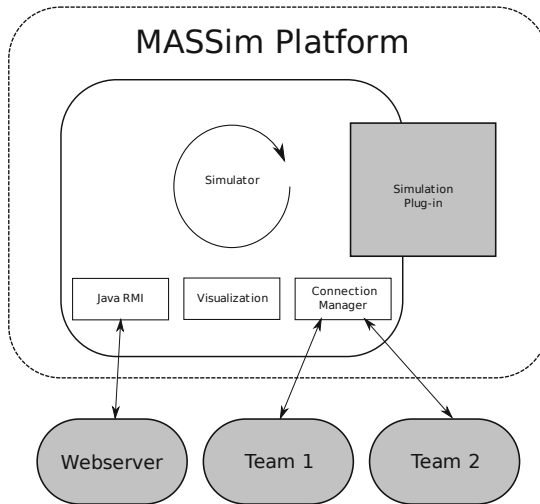 MASSim Platform
Simulator
Simulation
Plug-in
Java RMI
Visualization
Connection
Manager
Webserver
Team 1
Team 2